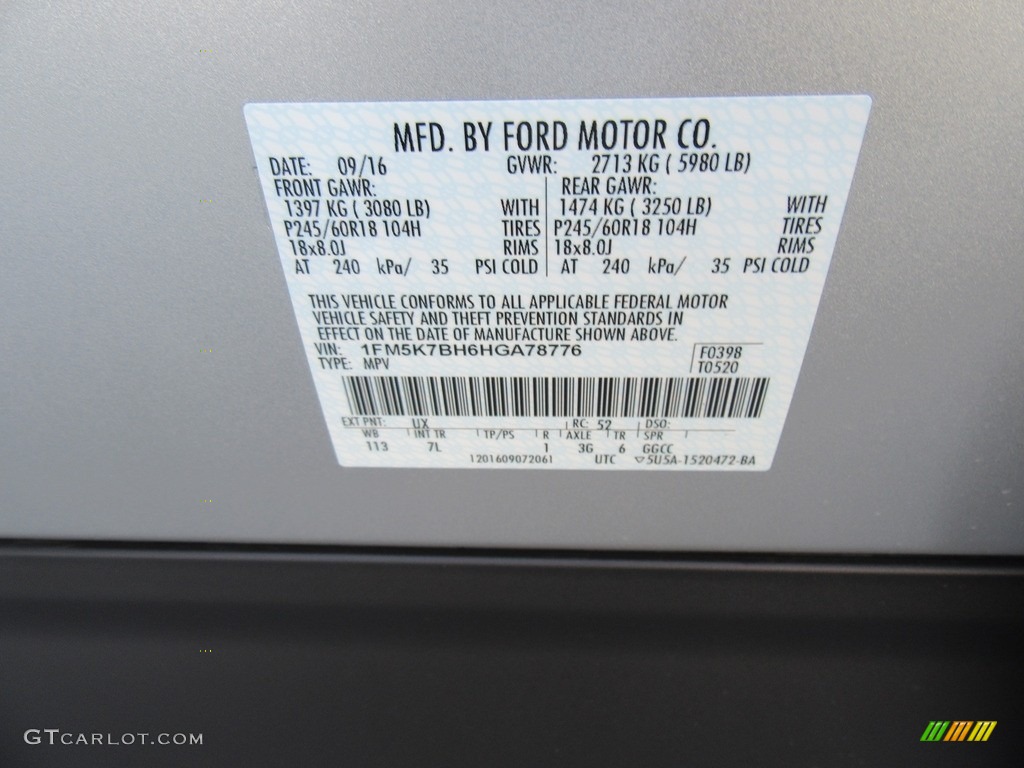 MFD. BY FORD MOTOR CO.
DATE: 09/16 GVWR: 2713 KG ( 5980 LB)
FRONT GAWR: REAR GAWR:
1397 KG ( 3080 LB) WITH 1474 KG ( 3250 LB) WITH
P245/60R18 104H TIRES P245/60R18 104H TIRES
18x8.0J RIMS 18x8.0J RIMS
AT 240 kPa/ 35 PSI COLD AT 240 kPa/ 35 PSI COLD
THIS VEHICLE CONFORMS TO ALL APPLICABLE FEDERAL MOTOR
VEHICLE SAFETY AND THEFT PREVENTION STANDARDS IN
EFFECT ON THE DATE OF MANUFACTURE SHOWN ABOVE.
VIN: 1FM5K7BH6HGA78776 F0398
TYPE: MPV T0520
EXT PNT: UX RC: 52 DSO:
WB INT TR TP/PS R AXLE TR SPR
113 7L 1 3G 6 GGCC
1201609072061 UTC ▽5U5A-1520472-BA
GTCARLOT.COM